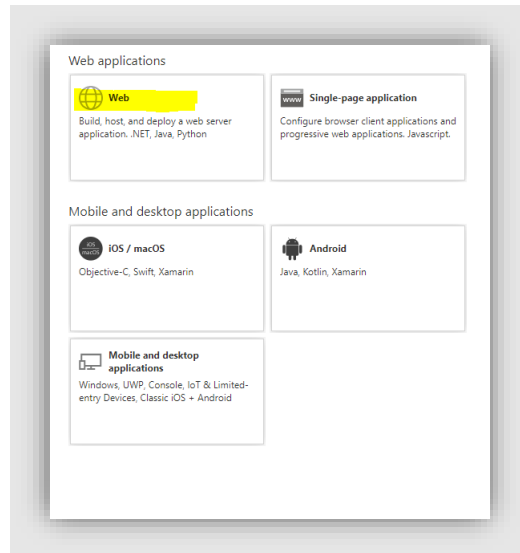 Web applications
Web
Build, host, and deploy a web server
application. .NET, Java, Python
www
Single-page application
Configure browser client applications and
progressive web applications. Javascript.
Mobile and desktop applications
iOS
macOS
iOS / macOS
Objective-C, Swift, Xamarin
Android
Java, Kotlin, Xamarin
Mobile and desktop
applications
Windows, UWP, Console, IoT & Limited-
entry Devices, Classic iOS + Android